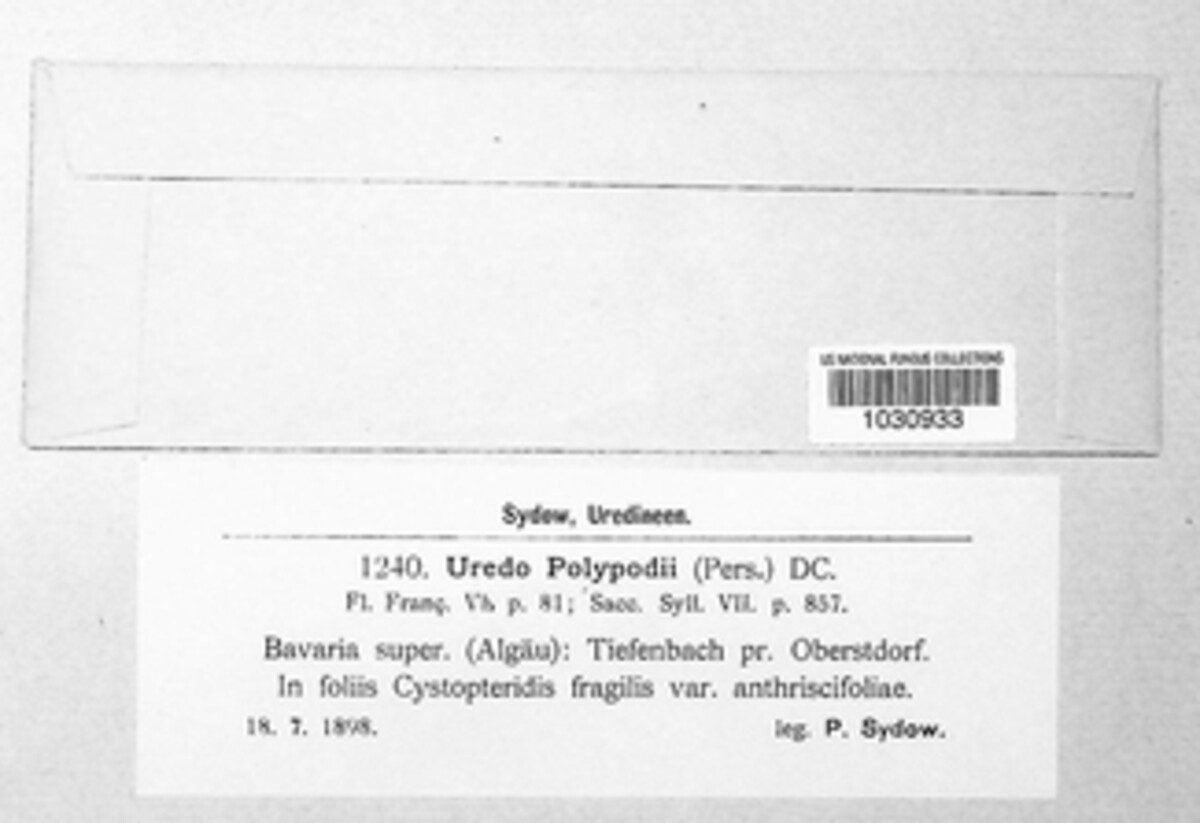 US NATIONAL FUNGUS COLLECTIONS
1030933
Sydow, Uredineen.
1240. Uredo Polypodii (Pers.) DC.
Fl. Franç. VI. p. 81; Sacc. Syll. VII. p. 857.
Bavaria super. (Algäu): Tiefenbach pr. Oberstdorf.
In foliis Cystopteridis fragilis var. anthriscifoliae.
18. 7. 1898. leg. P. Sydow.